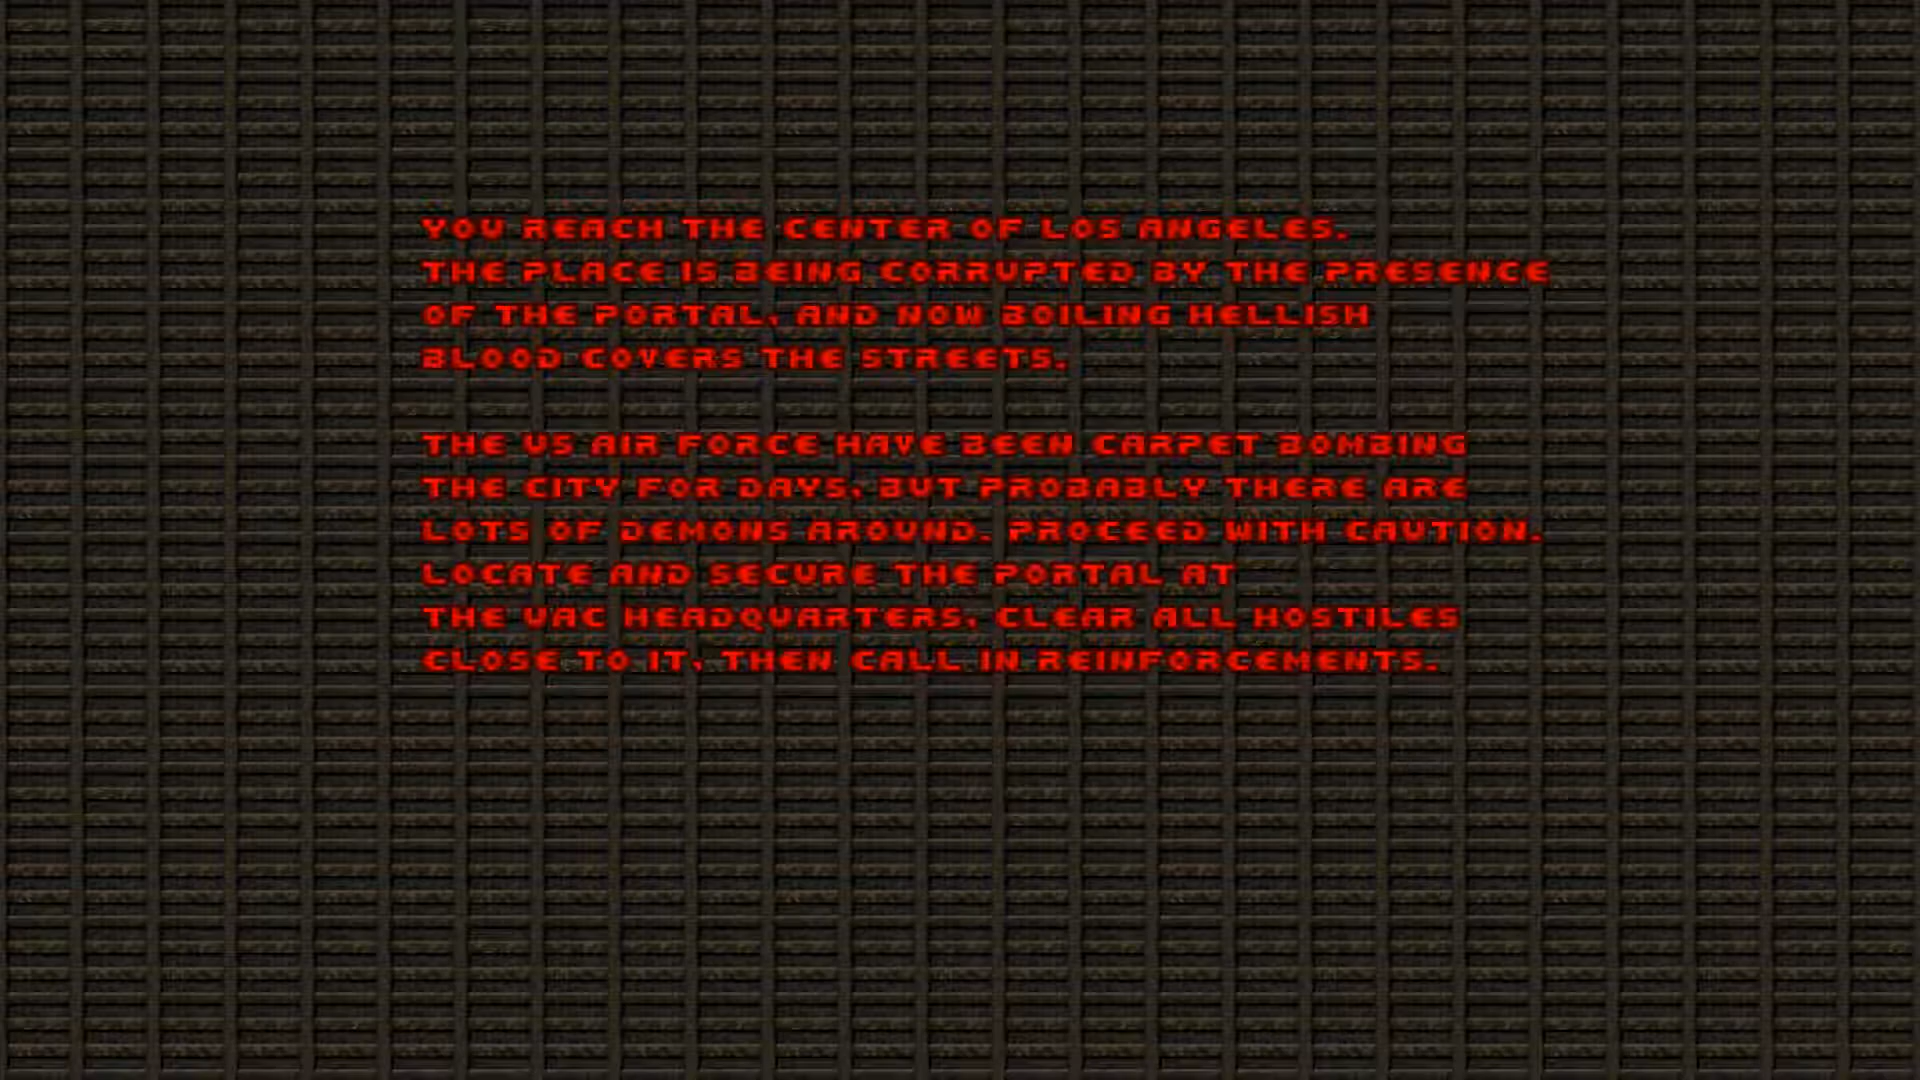 YOU REACH THE CENTER OF LOS ANGELES.
THE PLACE IS BEING CORRUPTED BY THE PRESENCE
OF THE PORTAL, AND NOW BOILING HELLISH
BLOOD COVERS THE STREETS.
THE US AIR FORCE HAVE BEEN CARPET BOMBING
THE CITY FOR DAYS, BUT PROBABLY THERE ARE
LOTS OF DEMONS AROUND. PROCEED WITH CAUTION.
LOCATE AND SECURE THE PORTAL AT
THE UAC HEADQUARTERS, CLEAR ALL HOSTILES
CLOSE TO IT, THEN CALL IN REINFORCEMENTS.